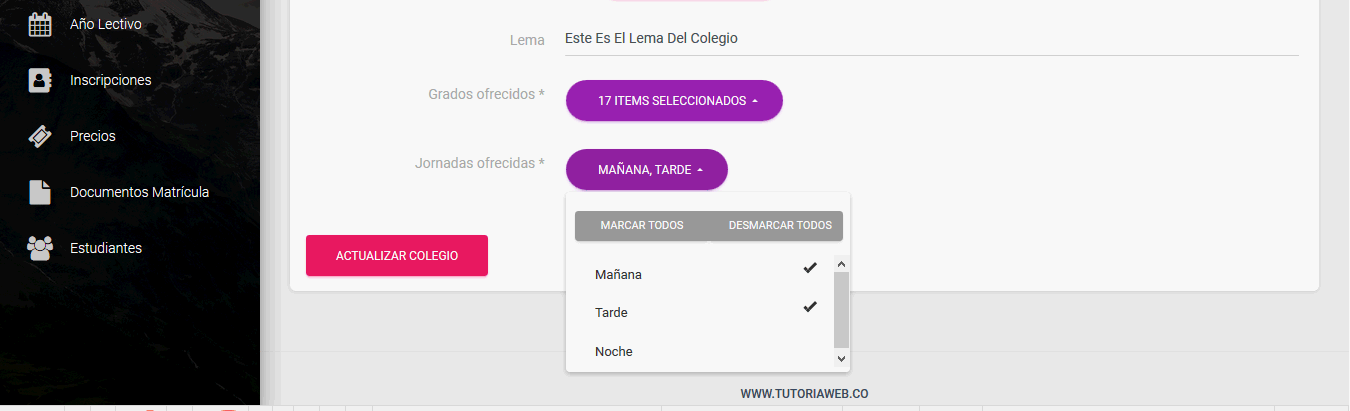 Año Lectivo
Inscripciones
Precios
Documentos Matrícula
Estudiantes
Lema
Este Es El Lema Del Colegio
Grados ofrecidos *
17 ITEMS SELECCIONADOS
Jornadas ofrecidas *
MAÑANA, TARDE
MARCAR TODOS
DESMARCAR TODOS
Mañana
Tarde
Noche
ACTUALIZAR COLEGIO
WWW.TUTORIAWEB.CO